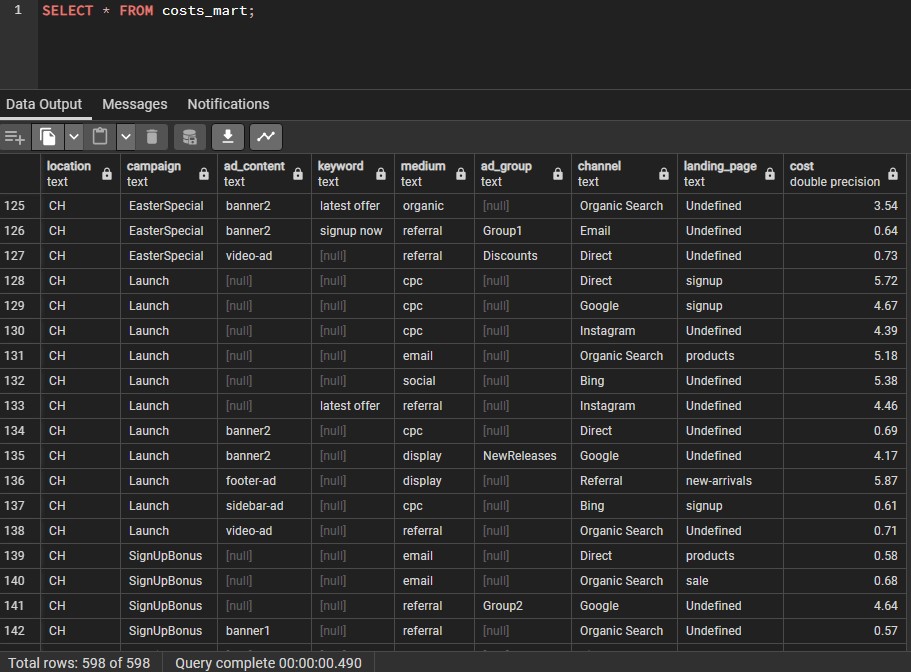 1 SELECT * FROM costs_mart;
Data Output Messages Notifications
location campaign ad_content keyword medium ad_group channel landing_page cost
text text text text text text text text double precision
125 CH EasterSpecial banner2 latest offer organic [null] Organic Search Undefined 3.54
126 CH EasterSpecial banner2 signup now referral Group1 Email Undefined 0.64
127 CH EasterSpecial video-ad [null] referral Discounts Direct Undefined 0.73
128 CH Launch [null] [null] cpc [null] Direct signup 5.72
129 CH Launch [null] [null] cpc [null] Google signup 4.67
130 CH Launch [null] [null] cpc [null] Instagram Undefined 4.39
131 CH Launch [null] [null] email [null] Organic Search products 5.18
132 CH Launch [null] [null] social [null] Bing Undefined 5.38
133 CH Launch [null] latest offer referral [null] Instagram Undefined 4.46
134 CH Launch banner2 [null] cpc [null] Direct Undefined 0.69
135 CH Launch banner2 [null] display NewReleases Google Undefined 4.17
136 CH Launch footer-ad [null] display [null] Referral new-arrivals 5.87
137 CH Launch sidebar-ad [null] cpc [null] Bing signup 0.61
138 CH Launch video-ad [null] referral [null] Organic Search Undefined 0.71
139 CH SignUpBonus [null] [null] email [null] Direct products 0.58
140 CH SignUpBonus [null] [null] email [null] Organic Search sale 0.68
141 CH SignUpBonus [null] [null] referral Group2 Google Undefined 4.64
142 CH SignUpBonus banner1 [null] referral [null] Organic Search Undefined 0.57
Total rows: 598 of 598 Query complete 00:00:00.490